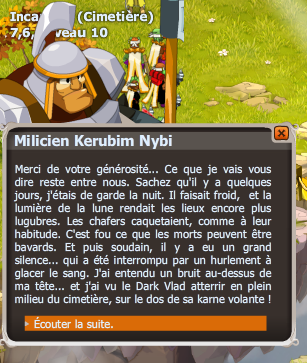 Inca (Cimetière)
7,6, veau 10
Milicien Kerubim Nybi
Merci de votre générosité... Ce que je vais vous
dire reste entre nous. Sachez qu'il y a quelques
jours, j'étais de garde la nuit. Il faisait froid, et la
lumière de la lune rendait les lieux encore plus
lugubres. Les chafers caquetaient, comme à leur
habitude. C'est fou ce que les morts peuvent être
bavards. Et puis soudain, il y a eu un grand
silence... qui a été interrompu par un hurlement à
glacer le sang. J'ai entendu un bruit au-dessus de
ma tête... et j'ai vu le Dark Vlad atterrir en plein
milieu du cimetière, sur le dos de sa karne volante !
Écouter la suite.